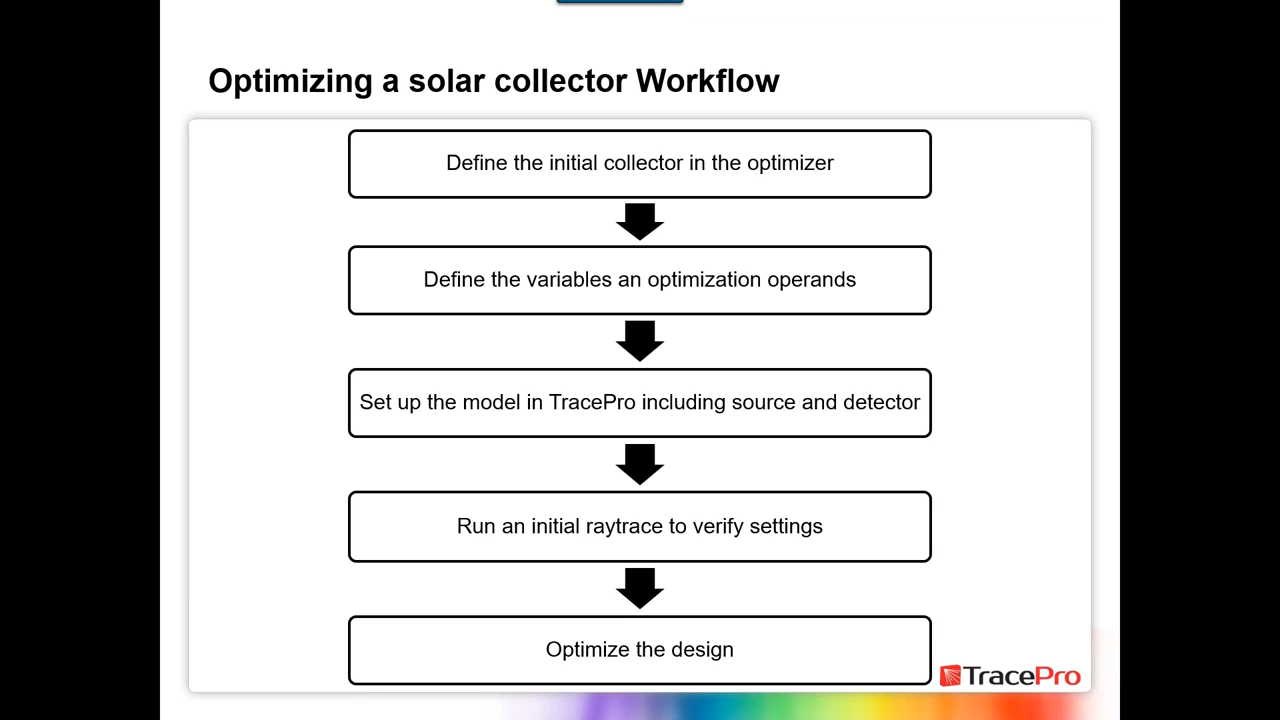 Optimizing a solar collector Workflow
Define the initial collector in the optimizer
Define the variables an optimization operands
Set up the model in TracePro including source and detector
Run an initial raytrace to verify settings
Optimize the design
TracePro